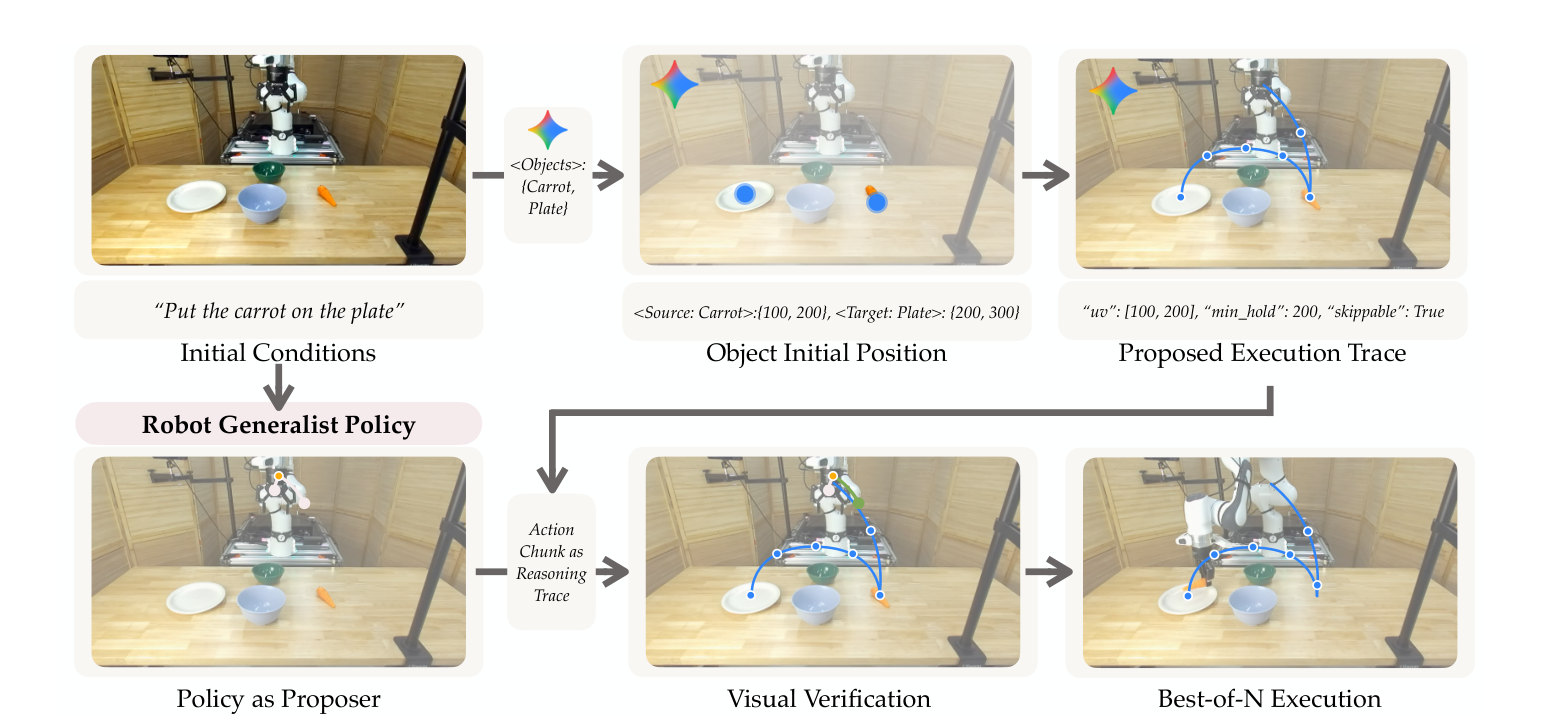 <Objects>:
{Carrot,
Plate}
“Put the carrot on the plate”
<Source: Carrot>:{100, 200}, <Target: Plate>: {200, 300}
“uv”: [100, 200], “min_hold”: 200, “skippable”: True
Initial Conditions
Object Initial Position
Proposed Execution Trace
Robot Generalist Policy
Action
Chunk as
Reasoning
Trace
Policy as Proposer
Visual Verification
Best-of-N Execution